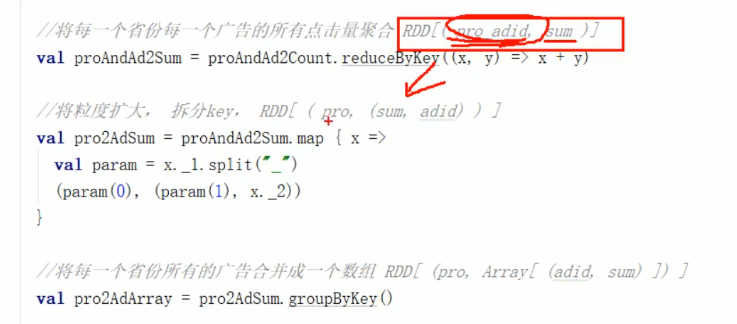 //将每一个省份每一个广告的所有点击量聚合 RDD[( pro_adid, sum )]
val proAndAd2Sum = proAndAd2Count.reduceByKey((x, y) => x + y)
//将粒度扩大， 拆分key， RDD[ ( pro, (sum, adid) ) ]
val pro2AdSum = proAndAd2Sum.map { x =>
val param = x._1.split("_")
(param(0), (param(1), x._2))
}
//将每一个省份所有的广告合并成一个数组 RDD[ (pro, Array[ (adid, sum) ]) ]
val pro2AdArray = pro2AdSum.groupByKey()